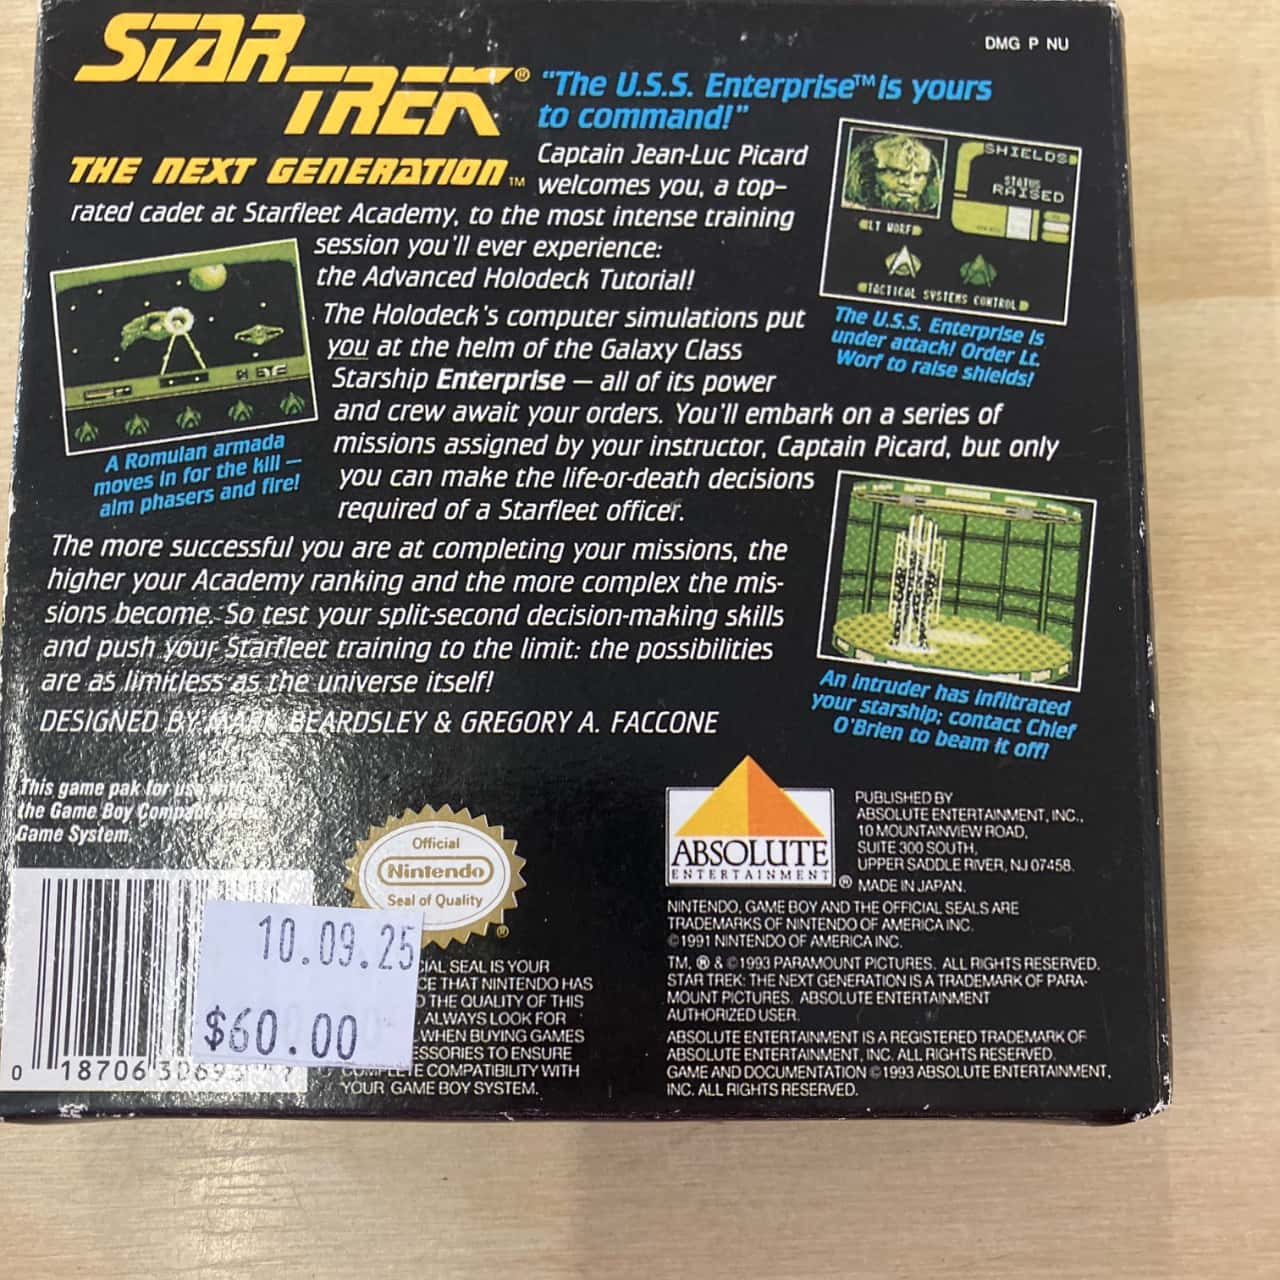 STAR TREK®
THE NEXT GENERATION™
DMG P NU
"The U.S.S. Enterprise™ is yours
to command!"
Captain Jean-Luc Picard
welcomes you, a top-
rated cadet at Starfleet Academy, to the most intense training
session you'll ever experience:
the Advanced Holodeck Tutorial!
The Holodeck's computer simulations put
you at the helm of the Galaxy Class
Starship Enterprise — all of its power
and crew await your orders. You'll embark on a series of
missions assigned by your instructor, Captain Picard, but only
you can make the life-or-death decisions
required of a Starfleet officer.
The more successful you are at completing your missions, the
higher your Academy ranking and the more complex the mis-
sions become. So test your split-second decision-making skills
and push your Starfleet training to the limit: the possibilities
are as limitless as the universe itself!
DESIGNED BY MARK BEARDSLEY & GREGORY A. FACCONE
SHIELDS
STATUS
RAISED
LT WORF
TACTICAL SYSTEMS CONTROL
The U.S.S. Enterprise is
under attack! Order Lt.
Worf to raise shields!
A Romulan armada
moves in for the kill —
aim phasers and fire!
An intruder has infiltrated
your starship; contact Chief
O'Brien to beam it off!
This game pak for use with
the Game Boy Compact Video
Game System.
Official
Nintendo
Seal of Quality
®
10.09.25
$60.00
0 18706 30693
CIAL SEAL IS YOUR
CE THAT NINTENDO HAS
THE QUALITY OF THIS
. ALWAYS LOOK FOR
WHEN BUYING GAMES
ESSORIES TO ENSURE
COMPLETE COMPATIBILITY WITH
YOUR GAME BOY SYSTEM.
ABSOLUTE
ENTERTAINMENT®
PUBLISHED BY
ABSOLUTE ENTERTAINMENT, INC.,
10 MOUNTAINVIEW ROAD,
SUITE 300 SOUTH,
UPPER SADDLE RIVER, NJ 07458.
MADE IN JAPAN.
NINTENDO, GAME BOY AND THE OFFICIAL SEALS ARE
TRADEMARKS OF NINTENDO OF AMERICA INC.
©1991 NINTENDO OF AMERICA INC.
TM, ® & ©1993 PARAMOUNT PICTURES. ALL RIGHTS RESERVED.
STAR TREK: THE NEXT GENERATION IS A TRADEMARK OF PARA-
MOUNT PICTURES. ABSOLUTE ENTERTAINMENT
AUTHORIZED USER.
ABSOLUTE ENTERTAINMENT IS A REGISTERED TRADEMARK OF
ABSOLUTE ENTERTAINMENT, INC. ALL RIGHTS RESERVED.
GAME AND DOCUMENTATION ©1993 ABSOLUTE ENTERTAINMENT,
INC. ALL RIGHTS RESERVED.